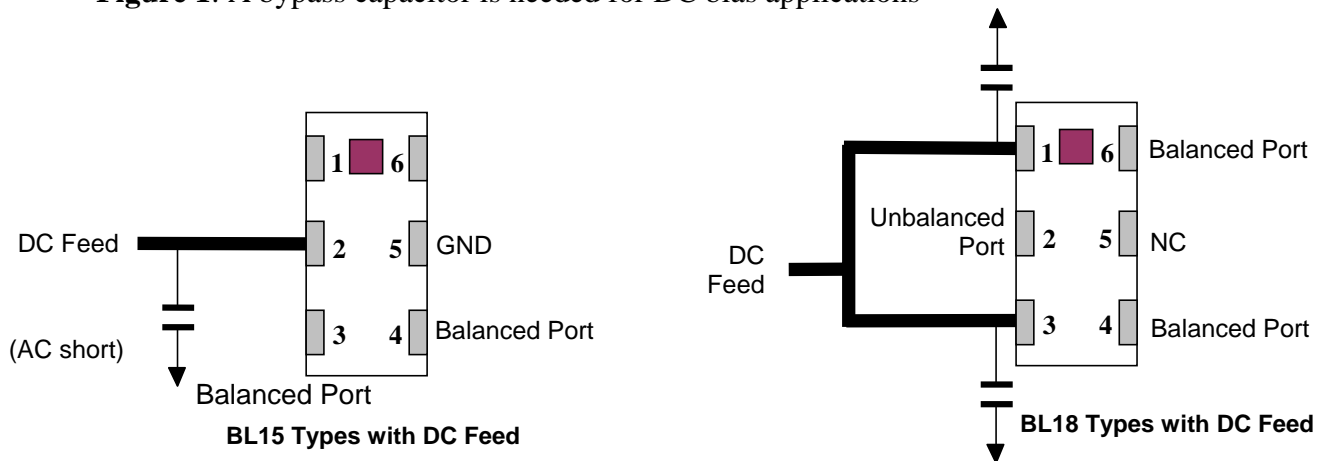 Figure 1. A bypass capacitor is needed for DC bias applications
1 6
DC Feed 2 5 GND
3 4 Balanced Port
(AC short)
Balanced Port
BL15 Types with DC Feed
1 6 Balanced Port
Unbalanced
Port
2 5 NC
DC
Feed
3 4 Balanced Port
BL18 Types with DC Feed